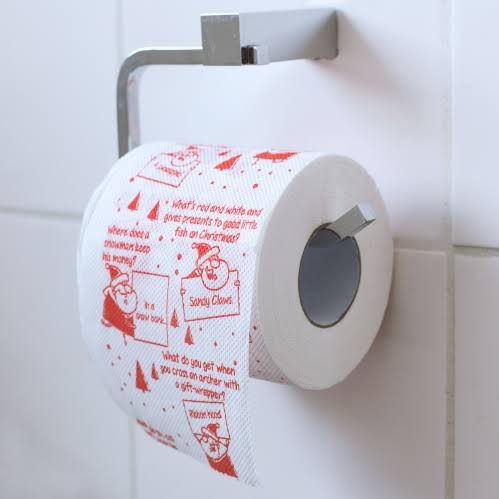 What's red and white and
gives presents to good little
fish on Christmas?
Sandy Claws.
Where does a
snowman keep
his money?
In a
snow bank.
What do you get when
you cross an archer with
a gift-wrapper?
Ribbon Hood